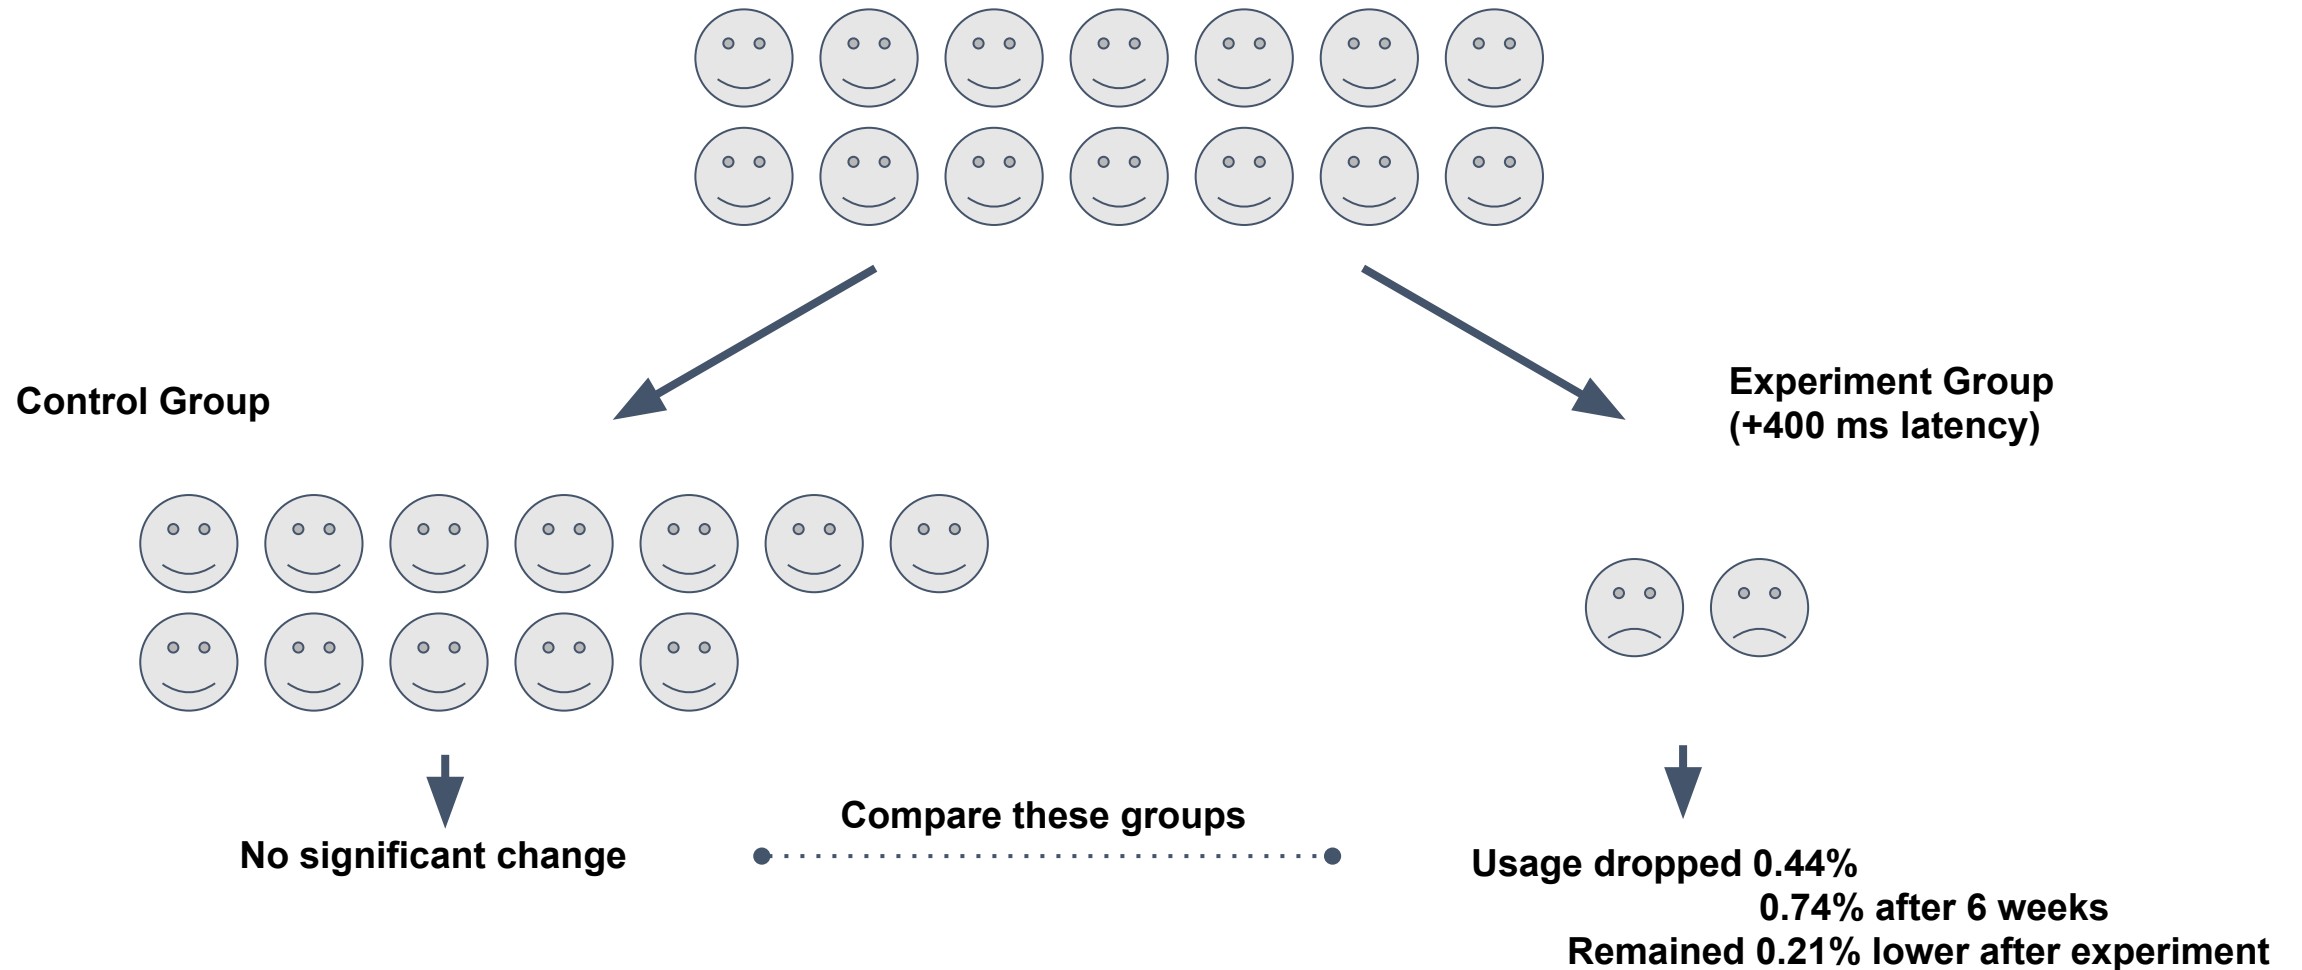 Control Group
Experiment Group
(+400 ms latency)
No significant change
Compare these groups
Usage dropped 0.44%
0.74% after 6 weeks
Remained 0.21% lower after experiment